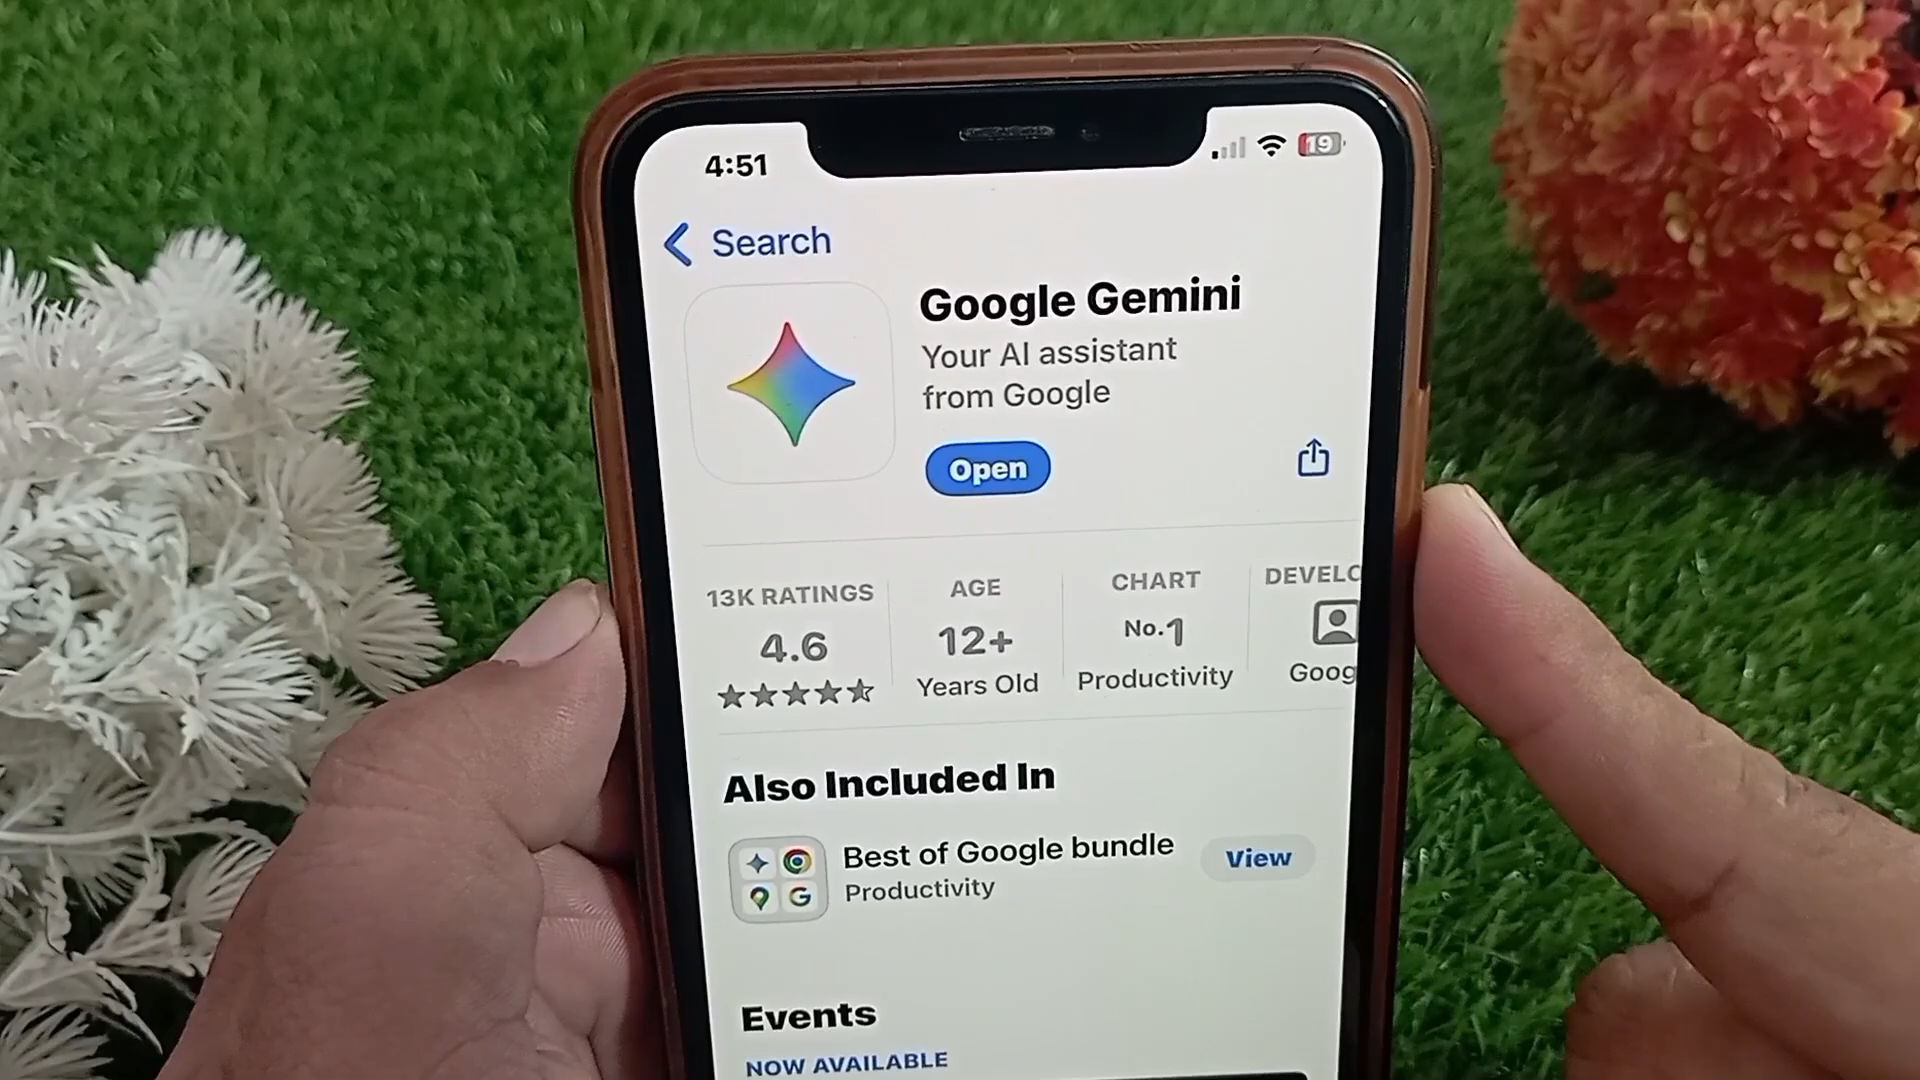 4:51
19
Search
Google Gemini
Your AI assistant
from Google
Open
13K RATINGS
4.6
AGE
12+
Years Old
CHART
No.1
Productivity
DEVELO
Goog
Also Included In
Best of Google bundle
Productivity
View
Events
NOW AVAILABLE